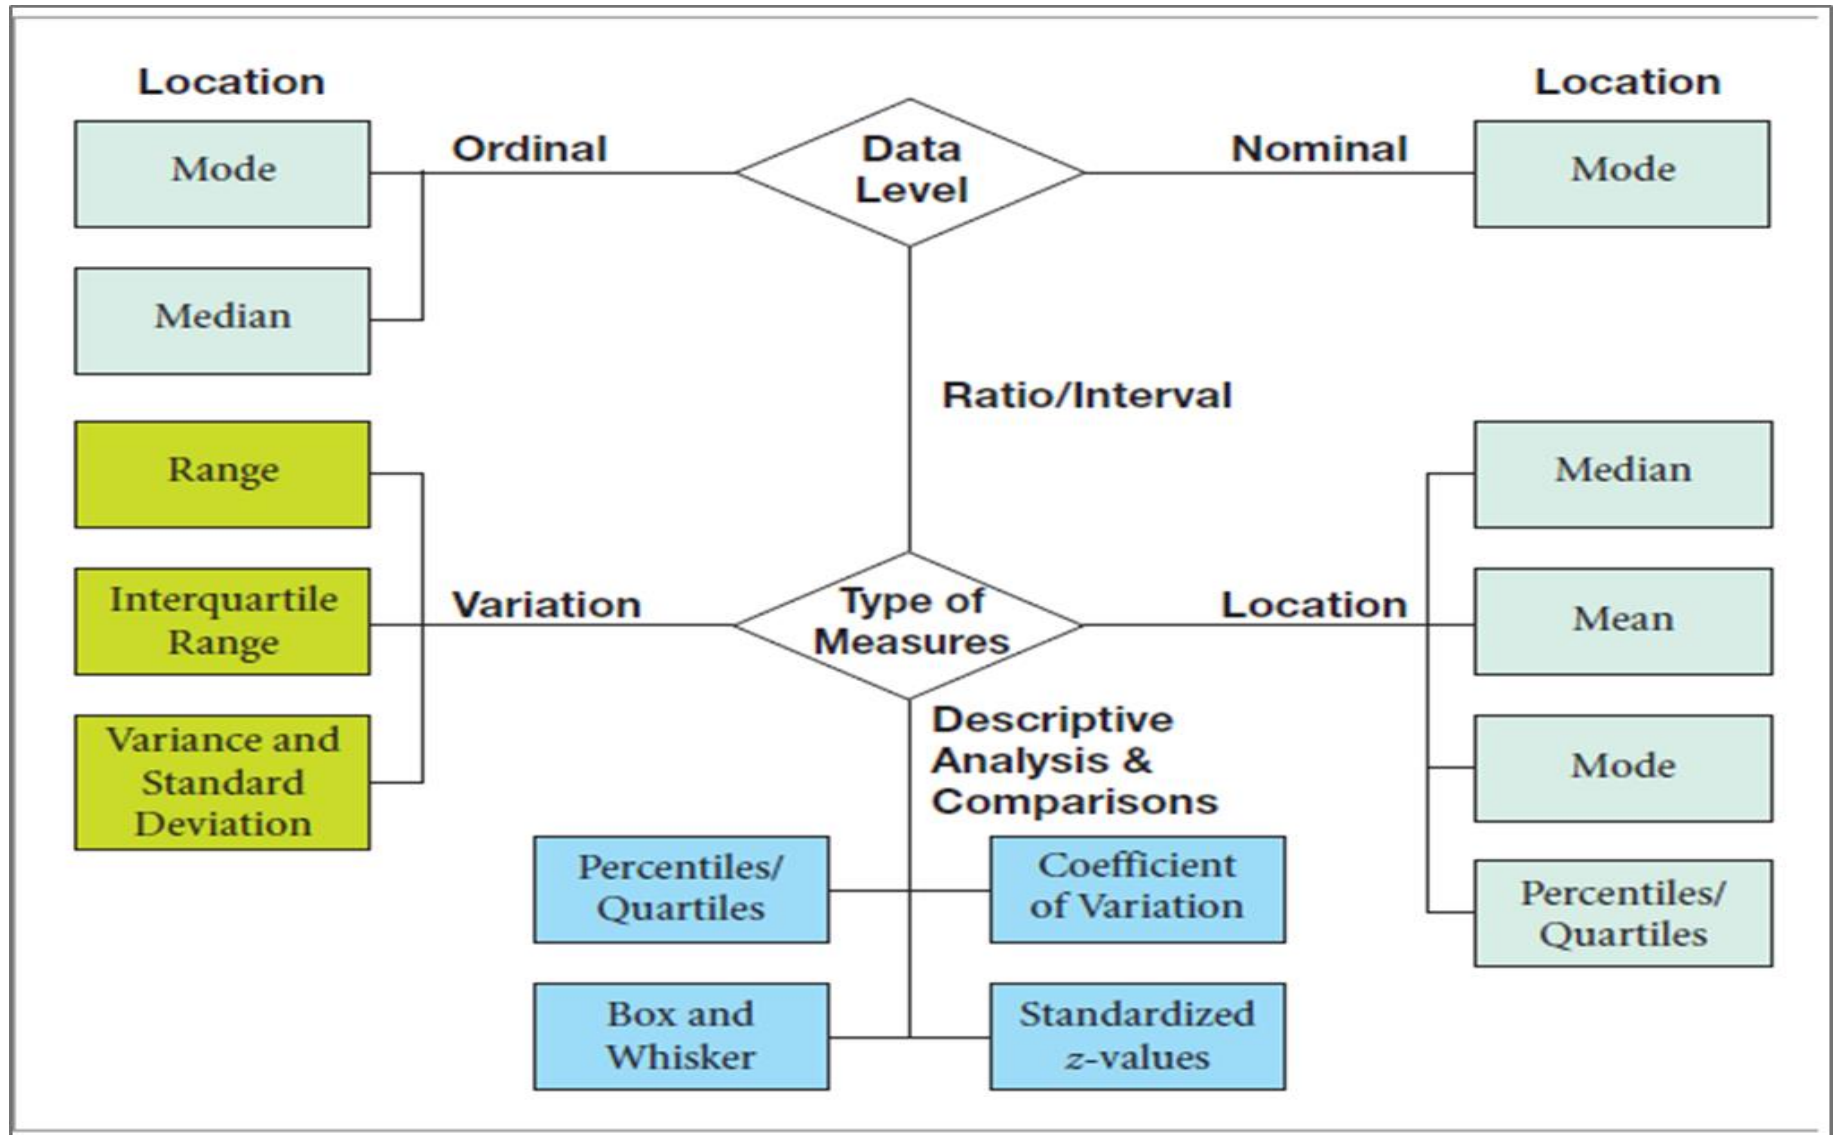 Location
Location
Mode
Ordinal
Data
Level
Nominal
Mode
Median
Ratio/Interval
Range
Median
Interquartile
Range
Variation
Type of
Measures
Location
Mean
Variance and
Standard
Deviation
Descriptive
Analysis &
Comparisons
Mode
Percentiles/
Quartiles
Coefficient
of Variation
Percentiles/
Quartiles
Box and
Whisker
Standardized
z-values